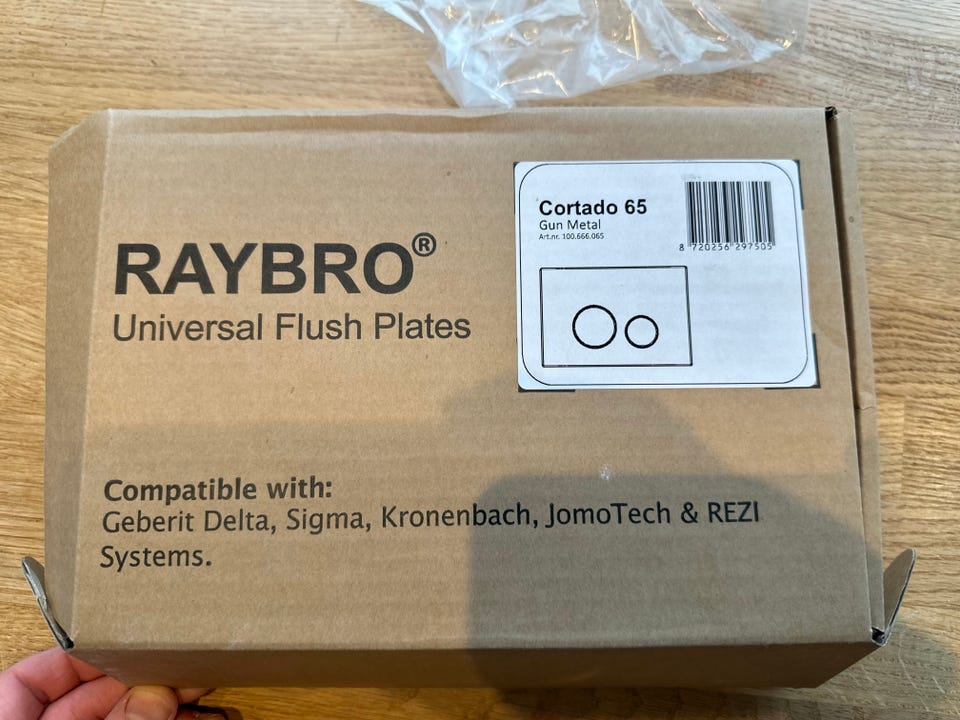 RAYBRO®
Universal Flush Plates
Cortado 65
Gun Metal
Art.nr. 100.666.065
8 720256 297505
Compatible with:
Geberit Delta, Sigma, Kronenbach, JomoTech & REZI
Systems.